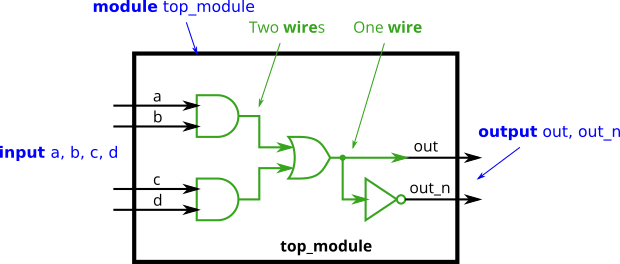 module top_module
Two wires
One wire
a
b
out
output out, out_n
input a, b, c, d
c
d
out_n
top_module